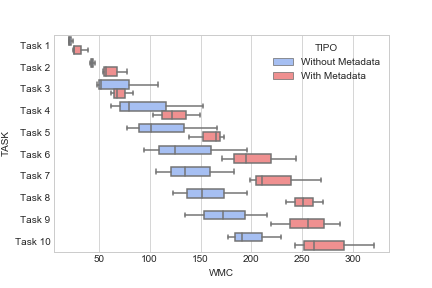 TIPO
Without Metadata
With Metadata
TASK
Task 1
Task 2
Task 3
Task 4
Task 5
Task 6
Task 7
Task 8
Task 9
Task 10
50 100 150 200 250 300
WMC